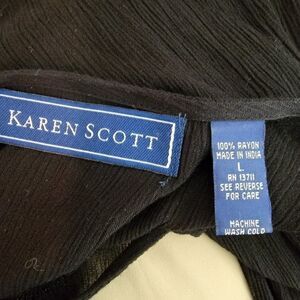 KAREN SCOTT
100% RAYON
MADE IN INDIA
L
RN 13711
SEE REVERSE
FOR CARE
MACHINE
WASH COLD